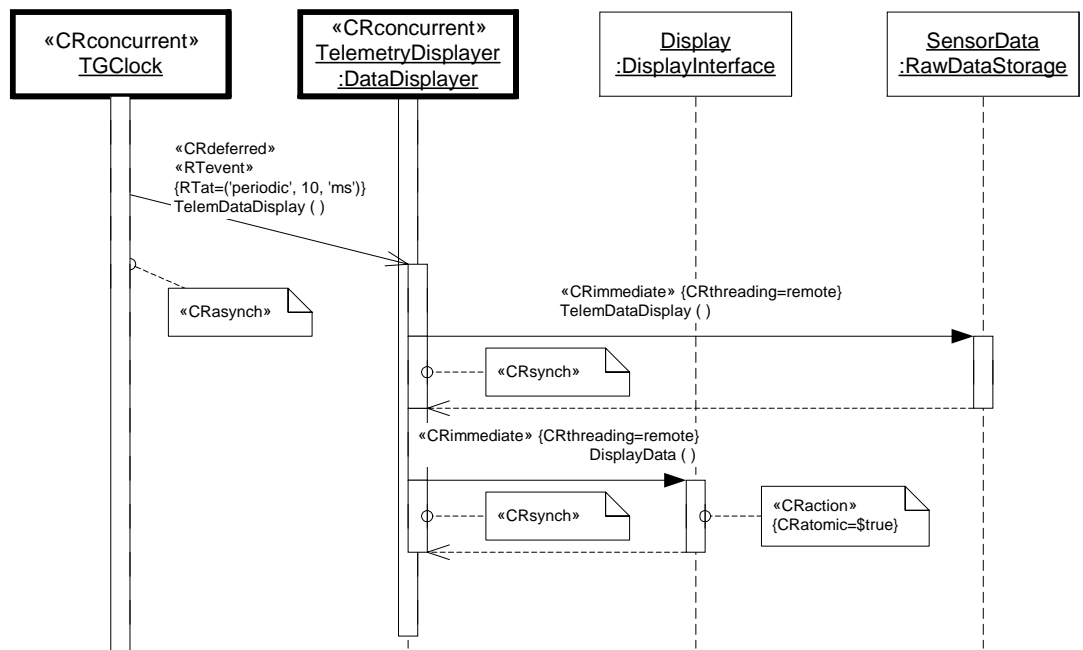 «CRconcurrent»
TGClock
«CRconcurrent»
TelemetryDisplayer
:DataDisplayer
Display
:DisplayInterface
SensorData
:RawDataStorage
«CRdeferred»
«RTevent»
{RTat=('periodic', 10, 'ms')}
TelemDataDisplay ( )
«CRasynch»
«CRimmediate» {CRthreading=remote}
TelemDataDisplay ( )
«CRsynch»
«CRimmediate» {CRthreading=remote}
DisplayData ( )
«CRsynch»
«CRaction»
{CRatomic=$true}